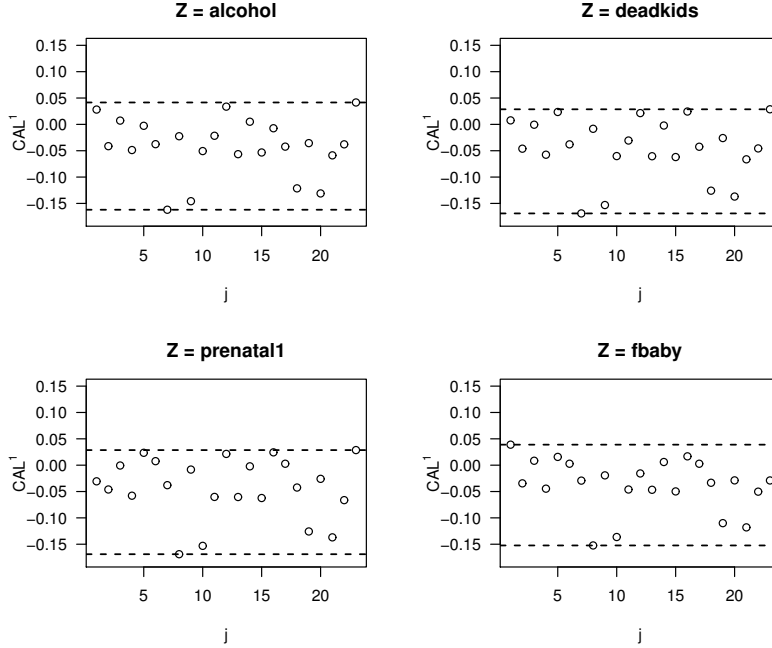 Z = alcohol
0.15
0.10
0.05
0.00
−0.05
−0.10
−0.15
CAL¹
5 10 15 20
j
Z = deadkids
0.15
0.10
0.05
0.00
−0.05
−0.10
−0.15
CAL¹
5 10 15 20
j
Z = prenatal1
0.15
0.10
0.05
0.00
−0.05
−0.10
−0.15
CAL¹
5 10 15 20
j
Z = fbaby
0.15
0.10
0.05
0.00
−0.05
−0.10
−0.15
CAL¹
5 10 15 20
j